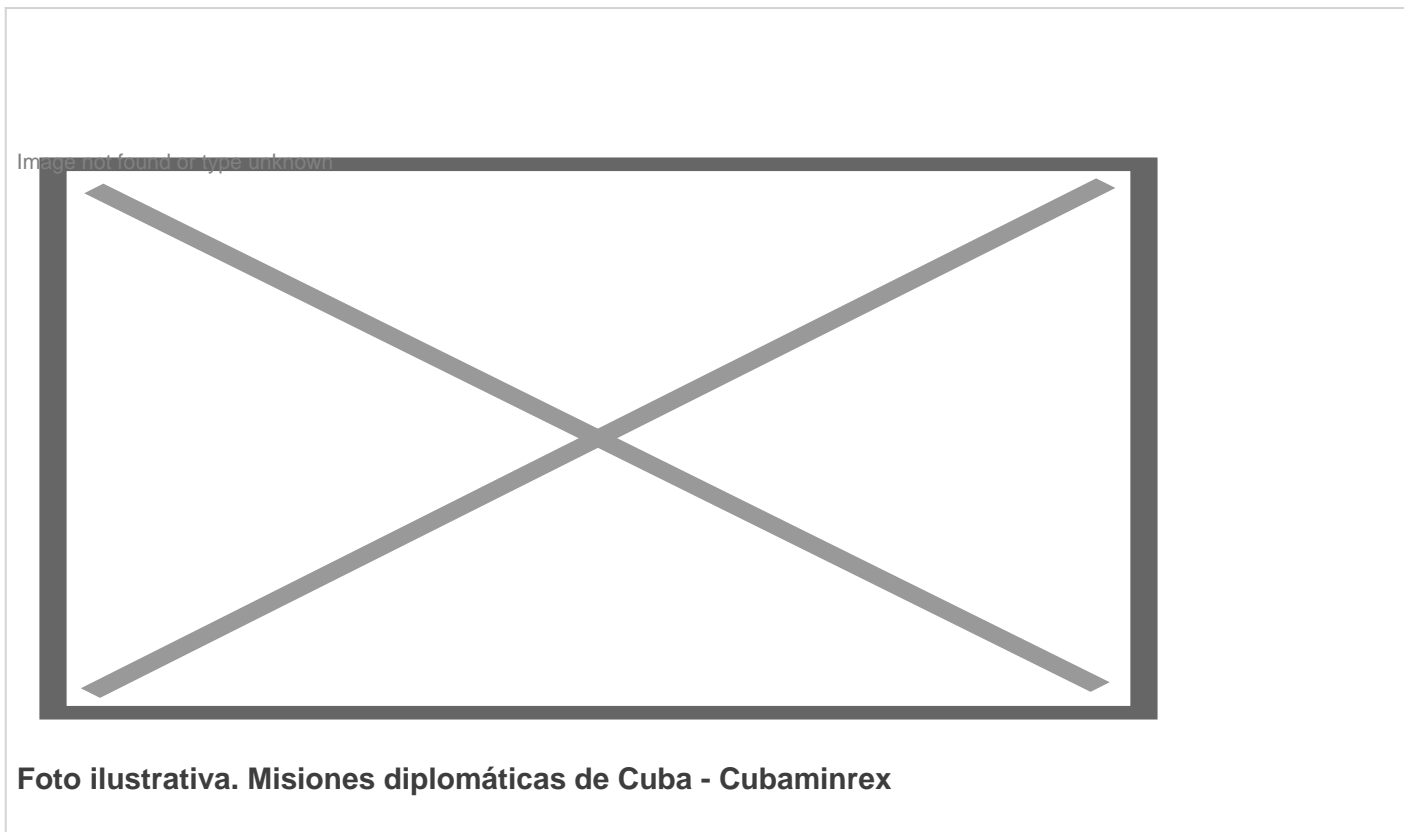 Image not found or type unknown
Foto ilustrativa. Misiones diplomáticas de Cuba - Cubaminrex